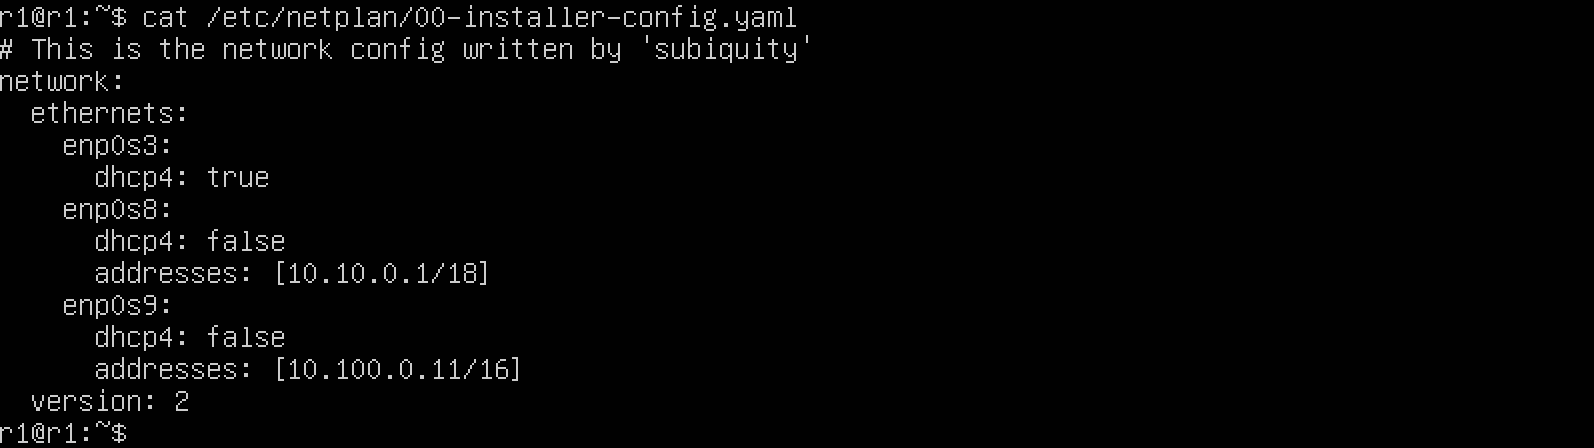 r1@r1:~$ cat /etc/netplan/00-installer-config.yaml
# This is the network config written by 'subiquity'
network:
  ethernets:
    enp0s3:
      dhcp4: true
    enp0s8:
      dhcp4: false
      addresses: [10.10.0.1/18]
    enp0s9:
      dhcp4: false
      addresses: [10.100.0.11/16]
  version: 2
r1@r1:~$